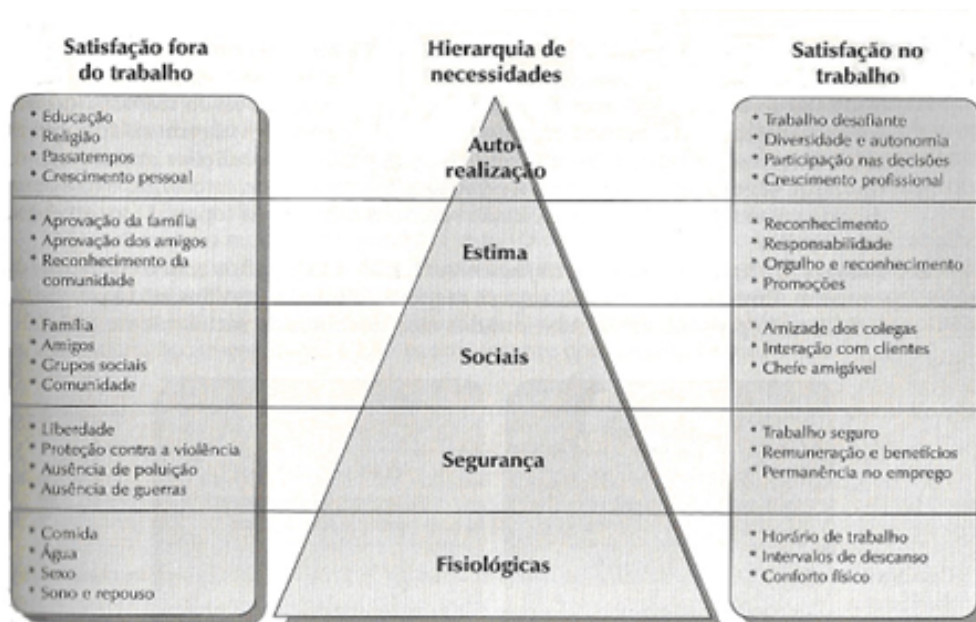 Satisfação fora
do trabalho
* Educação
* Religião
* Passatempos
* Crescimento pessoal
* Aprovação da família
* Aprovação dos amigos
* Reconhecimento da
comunidade
* Família
* Amigos
* Grupos sociais
* Comunidade
* Liberdade
* Proteção contra a violência
* Ausência de poluição
* Ausência de guerras
* Comida
* Água
* Sexo
* Sono e repouso
Hierarquia de
necessidades
Auto-
realização
Estima
Sociais
Segurança
Fisiológicas
Satisfação no
trabalho
* Trabalho desafiante
* Diversidade e autonomia
* Participação nas decisões
* Crescimento profissional
* Reconhecimento
* Responsabilidade
* Orgulho e reconhecimento
* Promoções
* Amizade dos colegas
* Interação com clientes
* Chefe amigável
* Trabalho seguro
* Remuneração e benefícios
* Permanência no emprego
* Horário de trabalho
* Intervalos de descanso
* Conforto físico